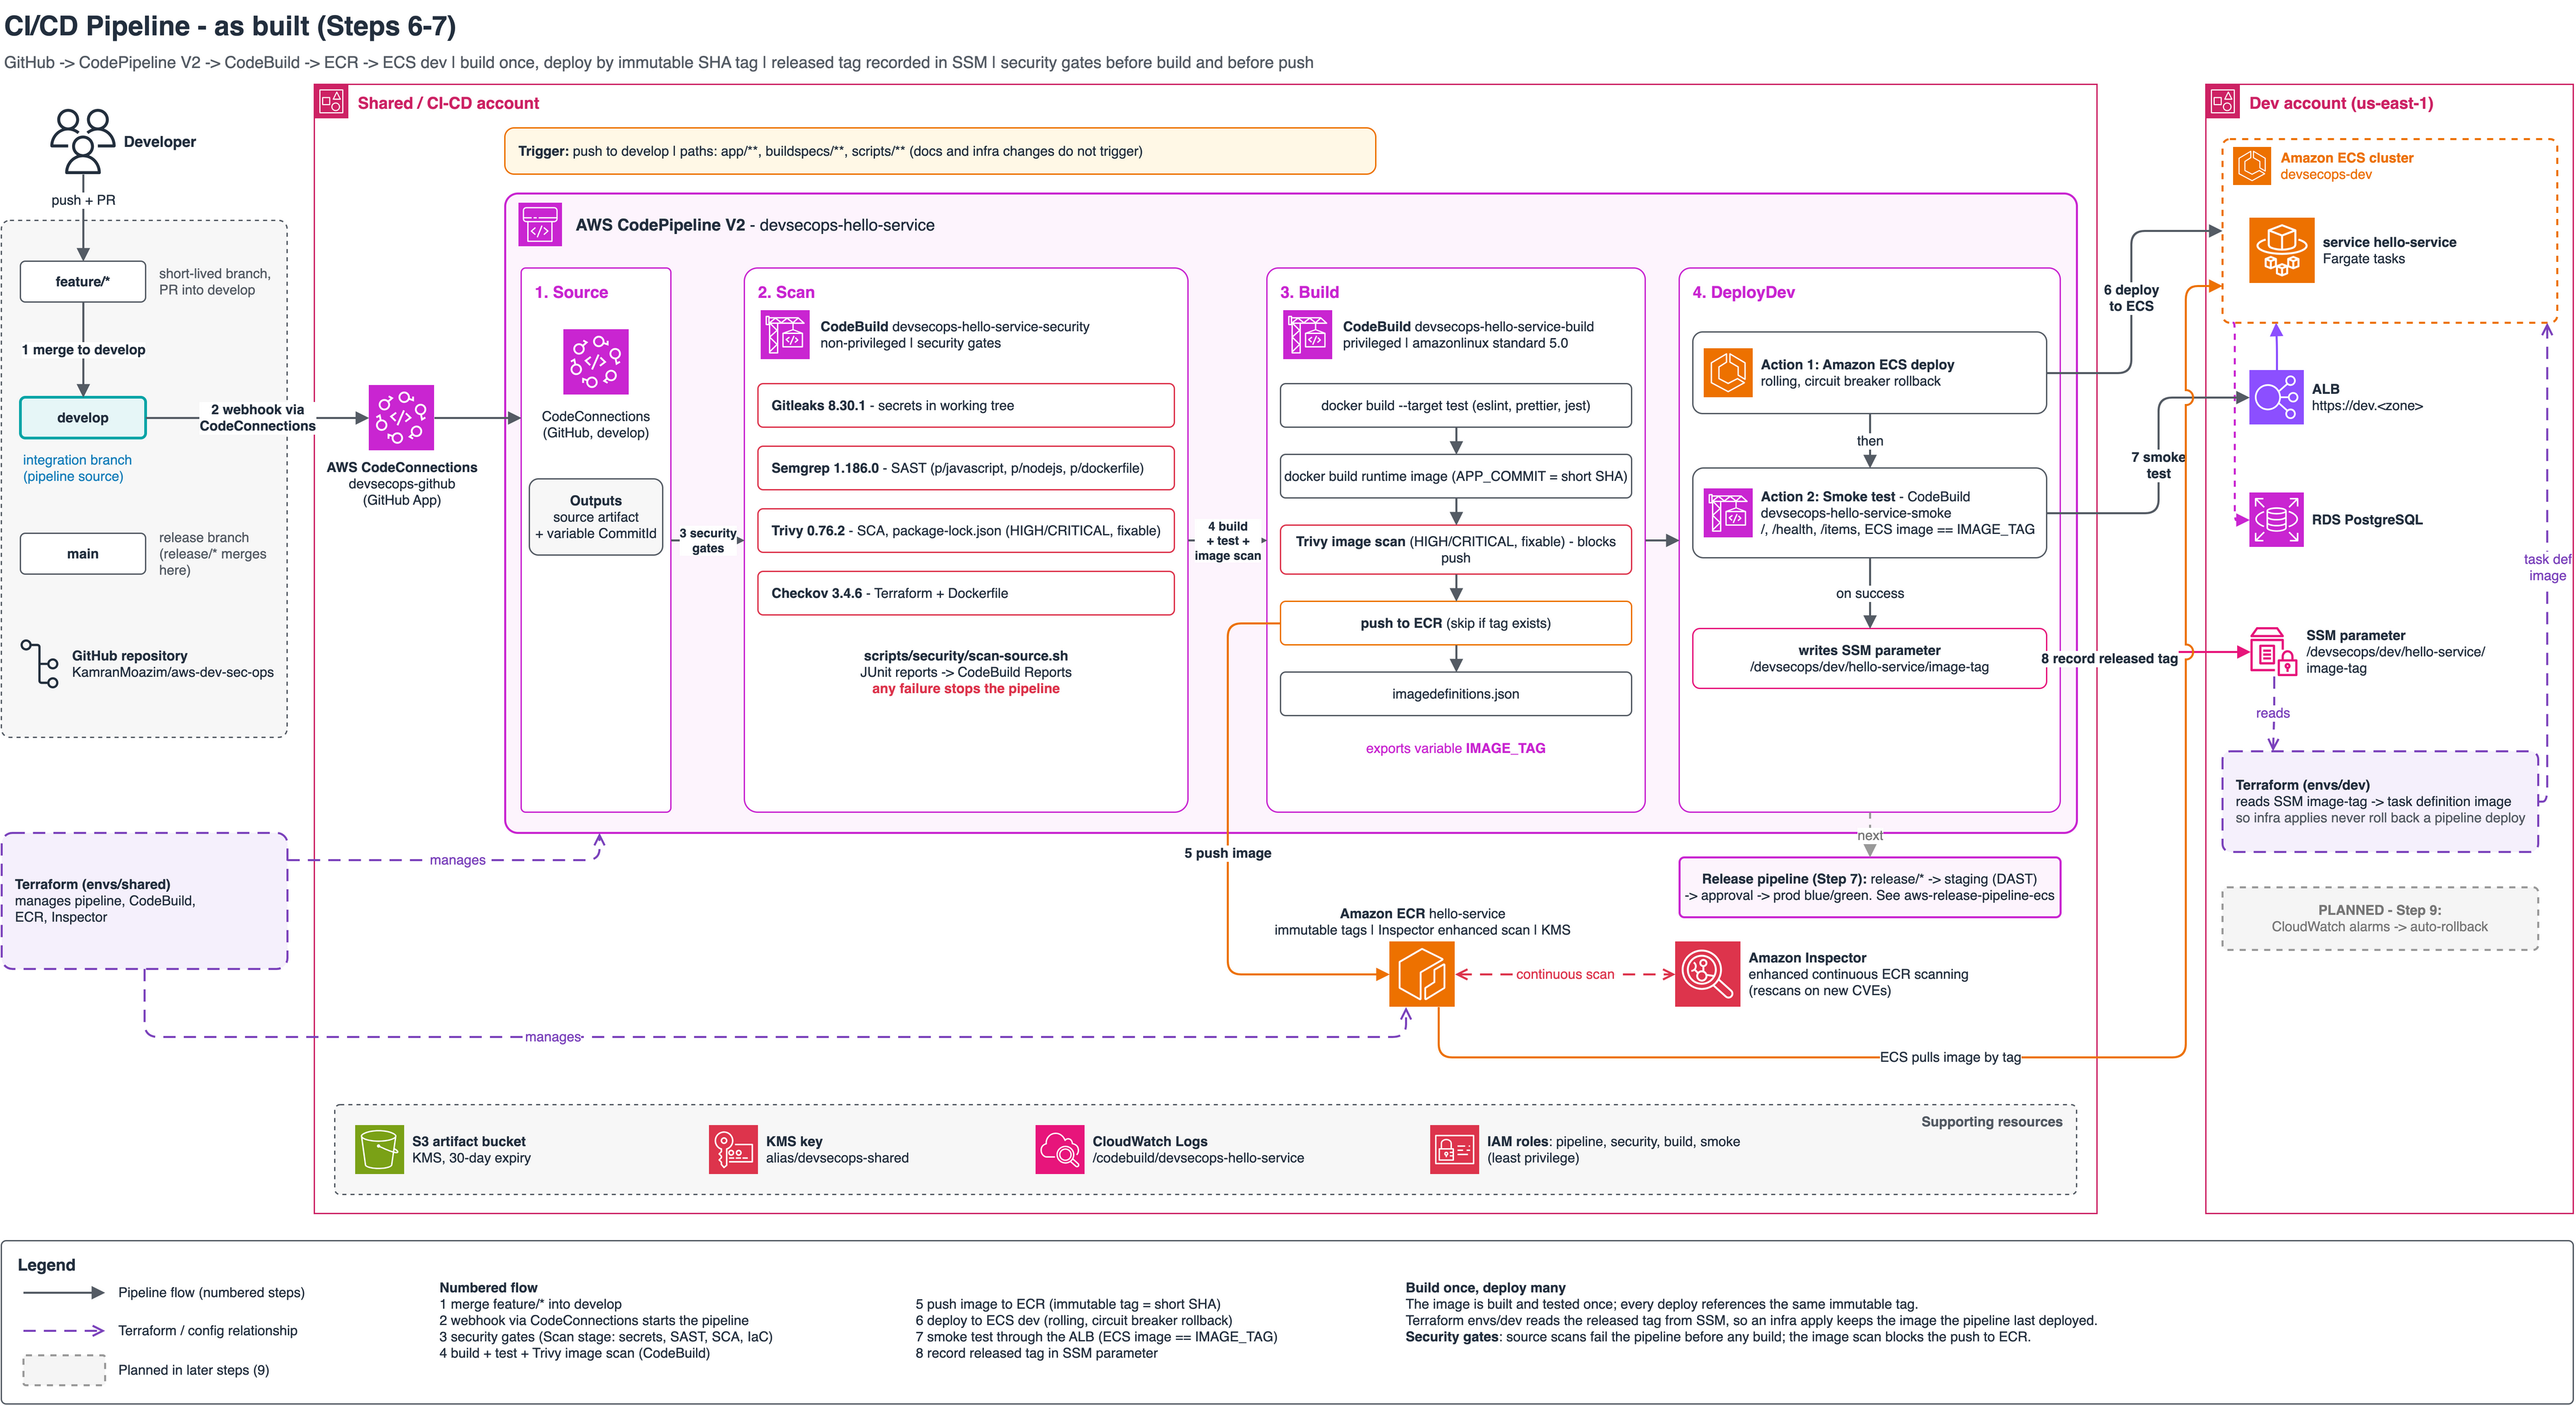 CI/CD Pipeline - as built (Steps 6-7)
GitHub -> CodePipeline V2 -> CodeBuild -> ECR -> ECS dev | build once, deploy by immutable SHA tag | released tag recorded in SSM | security gates before build and before push
Developer
push + PR
feature/*
short-lived branch,
PR into develop
1 merge to develop
develop
integration branch
(pipeline source)
main
release branch
(release/* merges
here)
GitHub repository
KamranMoazim/aws-dev-sec-ops
2 webhook via
CodeConnections
Terraform (envs/shared)
manages pipeline, CodeBuild,
ECR, Inspector
manages
manages
Shared / CI-CD account
Trigger: push to develop | paths: app/**, buildspecs/**, scripts/** (docs and infra changes do not trigger)
AWS CodeConnections
devsecops-github
(GitHub App)
AWS CodePipeline V2 - devsecops-hello-service
1. Source
CodeConnections
(GitHub, develop)
Outputs
source artifact
+ variable CommitId
3 security
gates
2. Scan
CodeBuild devsecops-hello-service-security
non-privileged | security gates
Gitleaks 8.30.1 - secrets in working tree
Semgrep 1.186.0 - SAST (p/javascript, p/nodejs, p/dockerfile)
Trivy 0.76.2 - SCA, package-lock.json (HIGH/CRITICAL, fixable)
Checkov 3.4.6 - Terraform + Dockerfile
scripts/security/scan-source.sh
JUnit reports -> CodeBuild Reports
any failure stops the pipeline
4 build
+ test +
image scan
3. Build
CodeBuild devsecops-hello-service-build
privileged | amazonlinux standard 5.0
docker build --target test (eslint, prettier, jest)
docker build runtime image (APP_COMMIT = short SHA)
Trivy image scan (HIGH/CRITICAL, fixable) - blocks
push
push to ECR (skip if tag exists)
imagedefinitions.json
exports variable IMAGE_TAG
4. DeployDev
Action 1: Amazon ECS deploy
rolling, circuit breaker rollback
then
Action 2: Smoke test - CodeBuild
devsecops-hello-service-smoke
/, /health, /items, ECS image == IMAGE_TAG
on success
writes SSM parameter
/devsecops/dev/hello-service/image-tag
next
Release pipeline (Step 7): release/* -> staging (DAST)
-> approval -> prod blue/green. See aws-release-pipeline-ecs
5 push image
Amazon ECR hello-service
immutable tags | Inspector enhanced scan | KMS
continuous scan
Amazon Inspector
enhanced continuous ECR scanning
(rescans on new CVEs)
ECS pulls image by tag
6 deploy
to ECS
7 smoke
test
8 record released tag
Dev account (us-east-1)
Amazon ECS cluster
devsecops-dev
service hello-service
Fargate tasks
ALB
https://dev.<zone>
RDS PostgreSQL
task def
image
SSM parameter
/devsecops/dev/hello-service/
image-tag
reads
Terraform (envs/dev)
reads SSM image-tag -> task definition image
so infra applies never roll back a pipeline deploy
PLANNED - Step 9:
CloudWatch alarms -> auto-rollback
Supporting resources
S3 artifact bucket
KMS, 30-day expiry
KMS key
alias/devsecops-shared
CloudWatch Logs
/codebuild/devsecops-hello-service
IAM roles: pipeline, security, build, smoke
(least privilege)
Legend
Pipeline flow (numbered steps)
Terraform / config relationship
Planned in later steps (9)
Numbered flow
1 merge feature/* into develop
2 webhook via CodeConnections starts the pipeline
3 security gates (Scan stage: secrets, SAST, SCA, IaC)
4 build + test + Trivy image scan (CodeBuild)
5 push image to ECR (immutable tag = short SHA)
6 deploy to ECS dev (rolling, circuit breaker rollback)
7 smoke test through the ALB (ECS image == IMAGE_TAG)
8 record released tag in SSM parameter
Build once, deploy many
The image is built and tested once; every deploy references the same immutable tag.
Terraform envs/dev reads the released tag from SSM, so an infra apply keeps the image the pipeline last deployed.
Security gates: source scans fail the pipeline before any build; the image scan blocks the push to ECR.